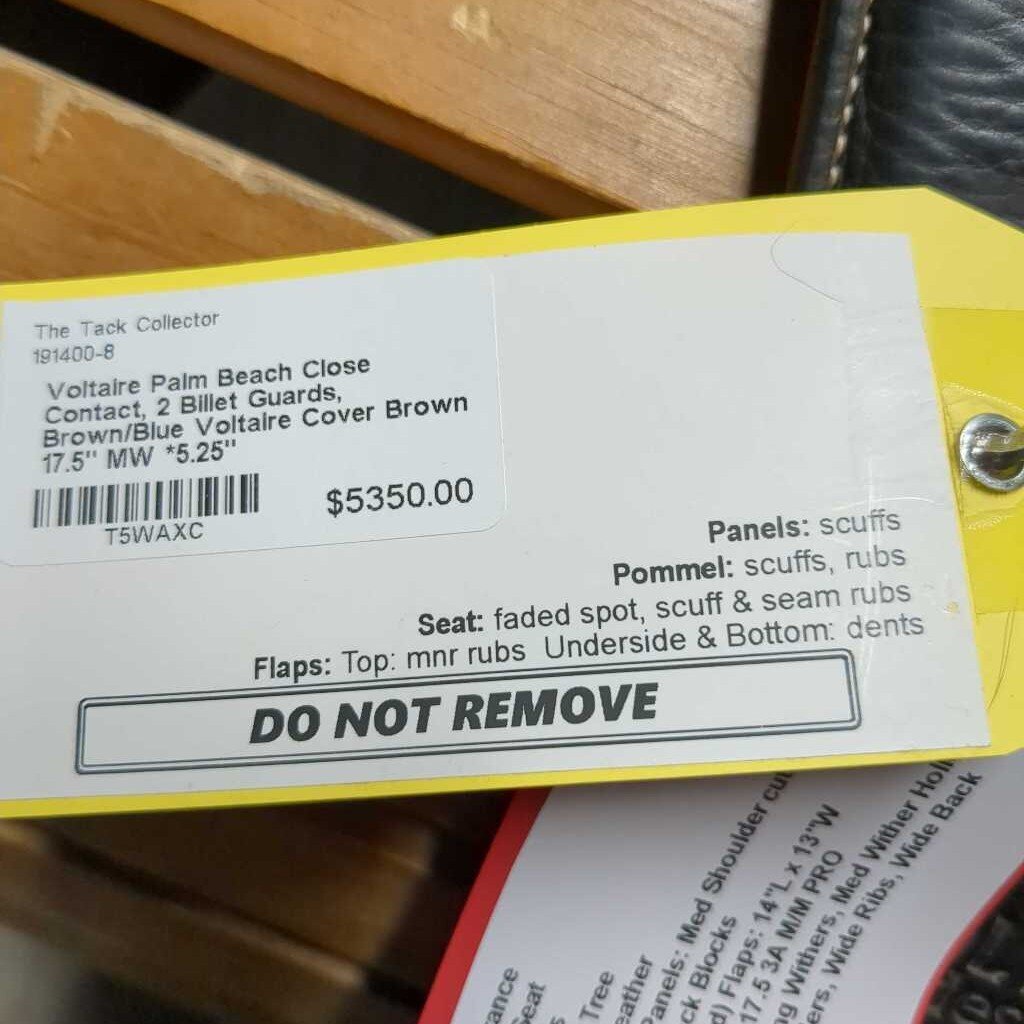 The Tack Collector
191400-8
Voltaire Palm Beach Close
Contact, 2 Billet Guards,
Brown/Blue Voltaire Cover Brown
17.5" MW *5.25"
$5350.00
T5WAXC
Panels: scuffs
Pommel: scuffs, rubs
Seat: faded spot, scuff & seam rubs
Flaps: Top: mnr rubs Underside & Bottom: dents
DO NOT REMOVE
Tree
Panels: Med Shoulder
Blocks
Flaps: 14"L x 13"W
17.5 3A M/M PRO
Withers, Med Wither
Wide Ribs, Wide Back